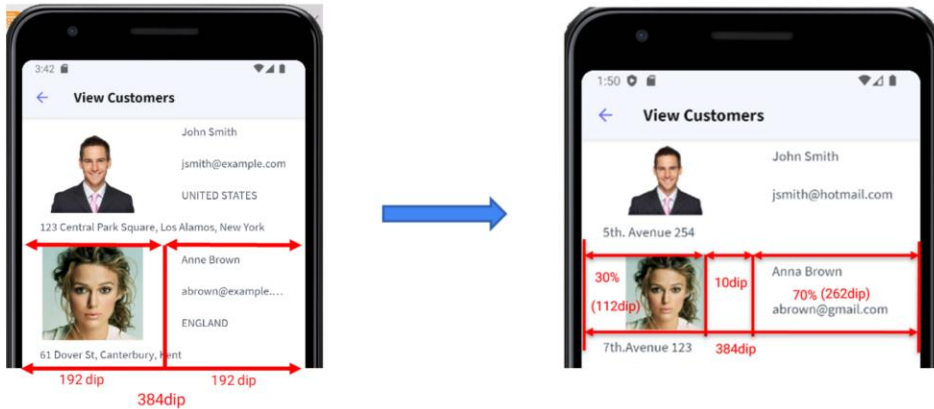 3:42
View Customers
John Smith
jsmith@example.com
UNITED STATES
123 Central Park Square, Los Alamos, New York
Anne Brown
abrown@example....
ENGLAND
61 Dover St, Canterbury, Kent
192 dip
192 dip
384dip
1:50
View Customers
John Smith
jsmith@hotmail.com
5th. Avenue 254
30%
(112dip)
10dip
Anna Brown
70% (262dip)
abrown@gmail.com
7th.Avenue 123
384dip